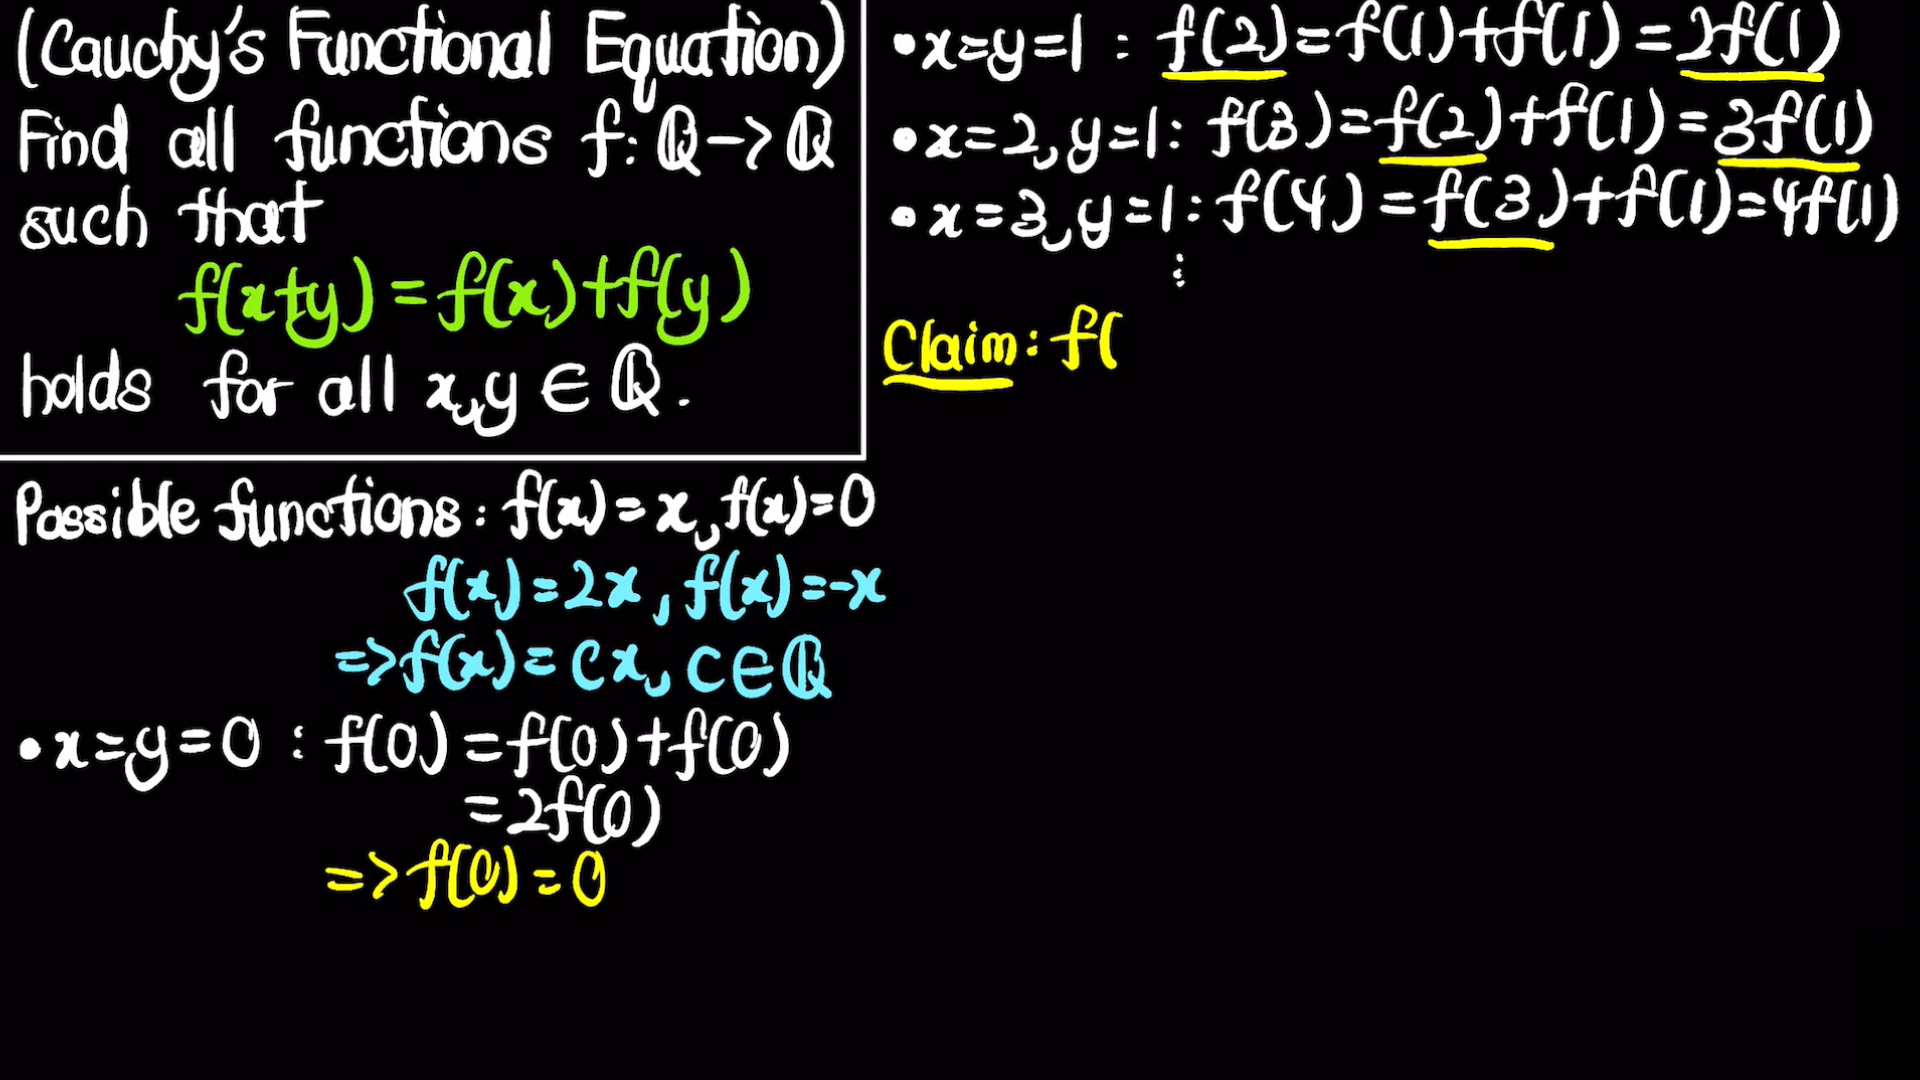 (Cauchy's Functional Equation)
Find all functions f: ℚ->ℚ
such that
f(x+y)=f(x)+f(y)
holds for all x,y ∈ ℚ.
Possible functions: f(x)=x, f(x)=0
f(x)=2x, f(x)=-x
=>f(x)=cx, c∈ℚ
•x=y=0 : f(0)=f(0)+f(0)
=2f(0)
=>f(0)=0
•x=y=1 : f(2)=f(1)+f(1)=2f(1)
•x=2,y=1: f(3)=f(2)+f(1)=3f(1)
•x=3,y=1: f(4)=f(3)+f(1)=4f(1)
⋮
Claim: f(